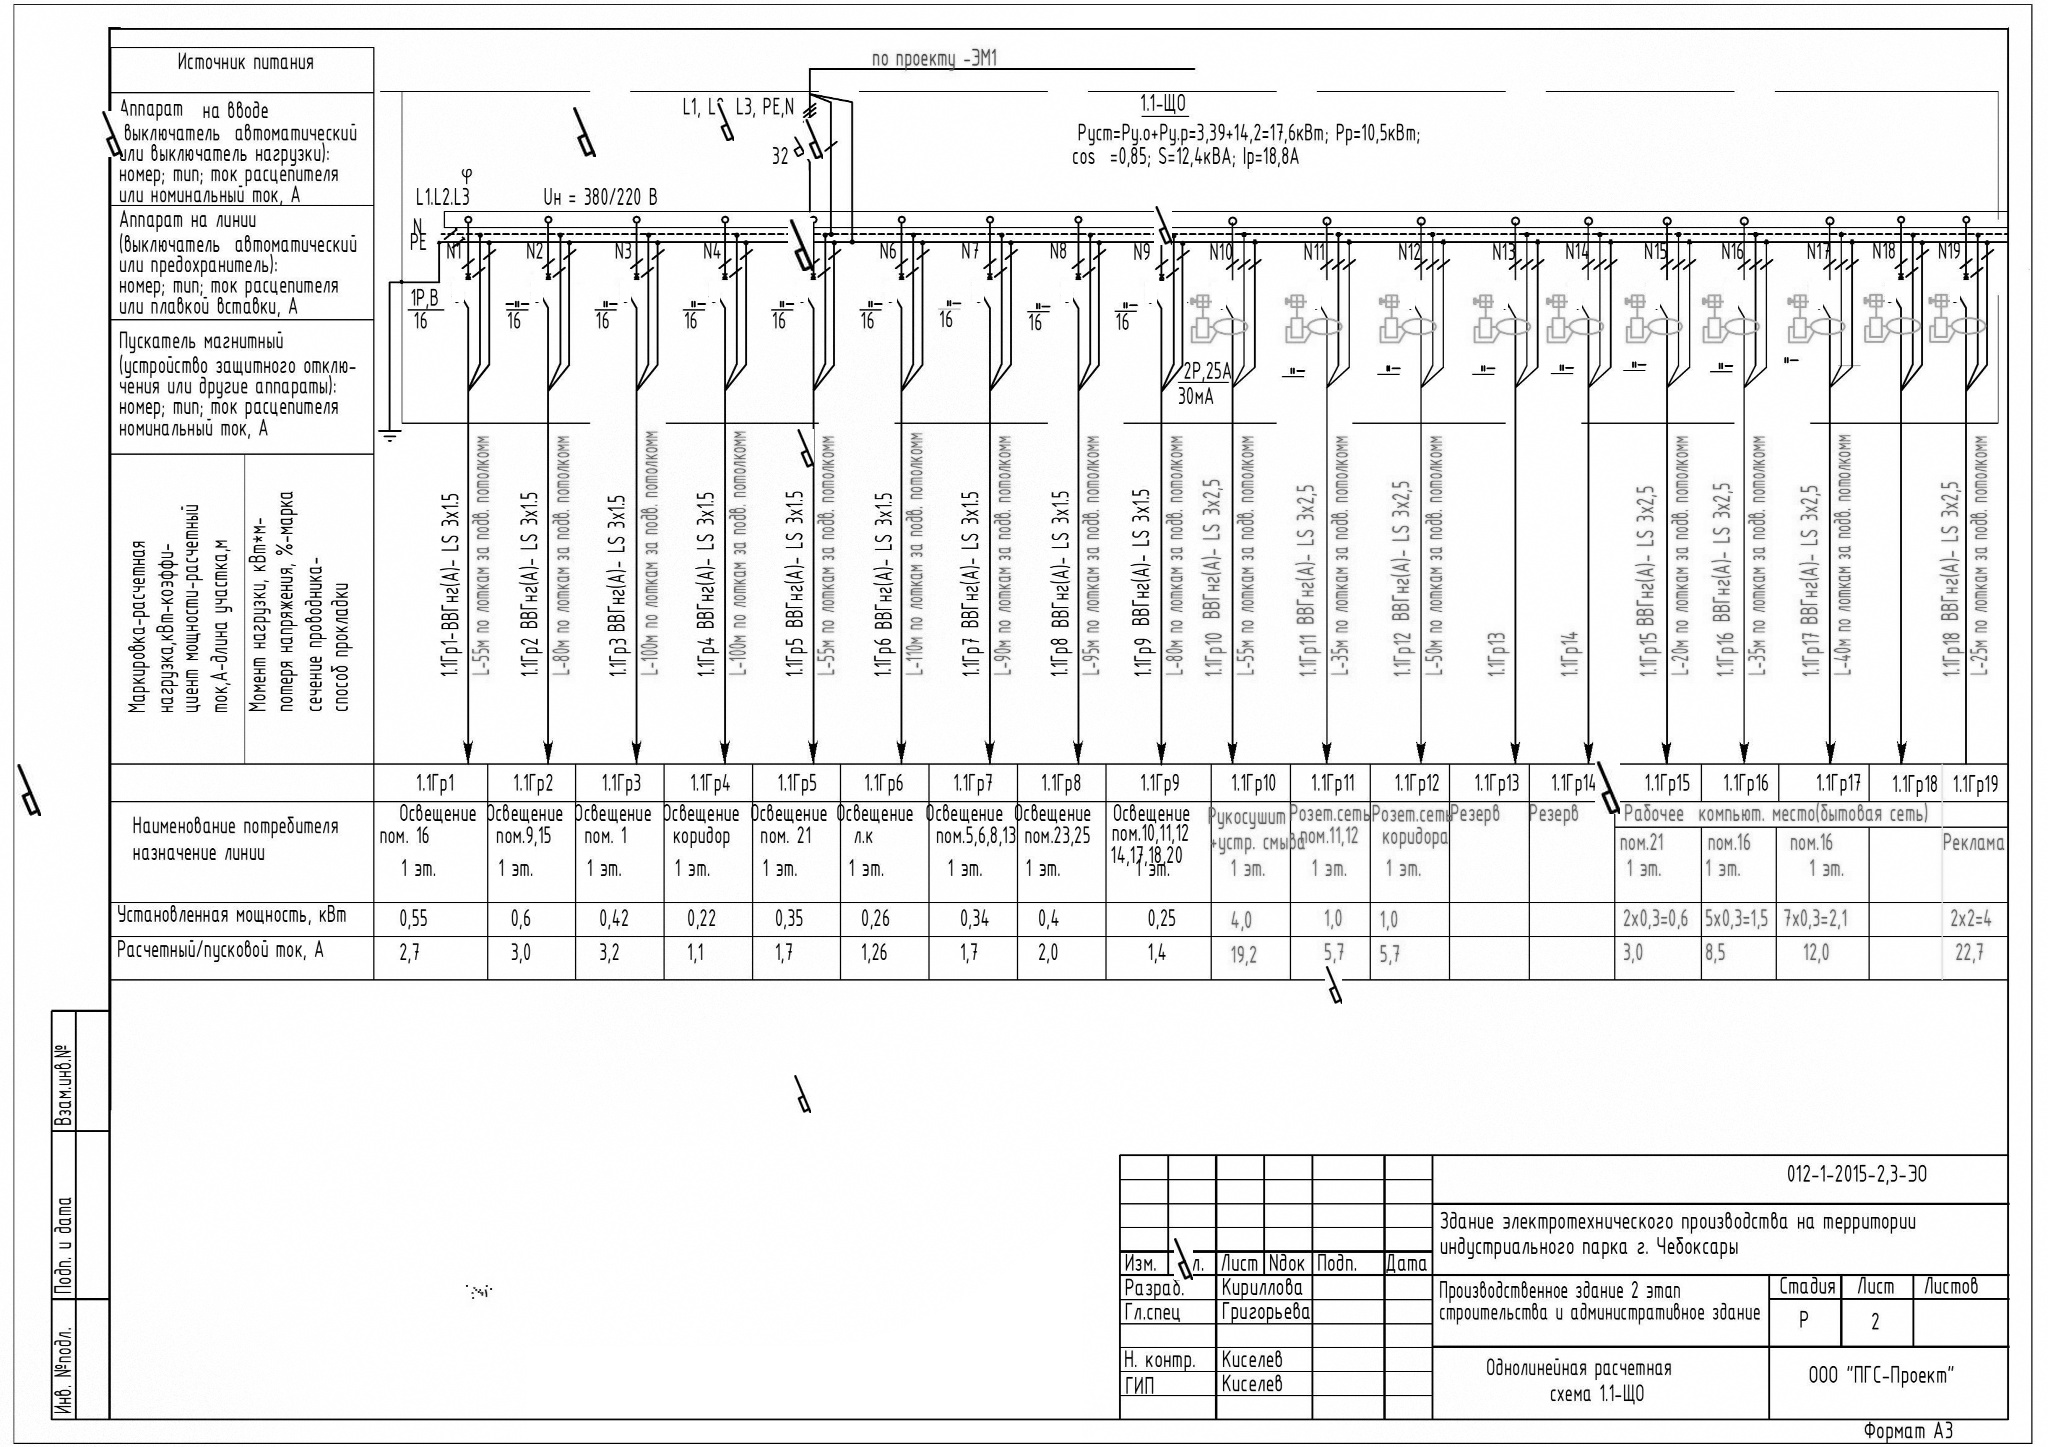 Источник питания
по проекту -ЭМ1
Аппарат на вводе
выключатель автоматический
или выключатель нагрузки):
номер; тип; ток расцепителя
или номинальный ток, А
L1, L3, PE,N
32
1.1-ЩО
Руст=Ру.о+Ру.р=3,39+14,2=17,6кВт; Рр=10,5кВт;
cos =0,85; S=12,4кВА; Iр=18,8А
φ
L1.L2.L3
Uн = 380/220 В
N
PE
Аппарат на линии
(выключатель автоматический
или предохранитель):
номер; тип; ток расцепителя
или плавкой вставки, А
N1 N2 N3 N4 N6 N7 N8 N9 N10 N11 N12 N13 N14 N15 N16 N17 N18 N19
1Р,В
16
-"- 16
-"- 16
-"- 16
-"- 16
-"- 16
"- 16
"- 16
"- 16
Пускатель магнитный
(устройство защитного отклю-
чения или другие аппараты):
номер; тип; ток расцепителя
номинальный ток, А
2Р,25А
30мА
"- "- "- "- "- "-
Маркировка-расчетная
нагрузка,кВт-коэффи-
циент мощности-расчетный
ток,А-длина участка,м
Момент нагрузки, кВт*м-
потеря напряжения, %-марка
сечение проводника-
способ прокладки
1.1Гр1-ВВГнг(А)- LS 3х1.5
L-55м по лоткам за подв. потолкомм
1.1Гр2 ВВГнг(А)- LS 3х1.5
L-80м по лоткам за подв. потолкомм
1.1Гр3 ВВГнг(А)- LS 3х1.5
L-100м по лоткам за подв. потолкомм
1.1Гр4 ВВГнг(А)- LS 3х1.5
L-100м по лоткам за подв. потолкомм
1.1Гр5 ВВГнг(А)- LS 3х1.5
L-55м по лоткам за подв. потолкомм
1.1Гр6 ВВГнг(А)- LS 3х1.5
L-110м по лоткам за подв. потолкомм
1.1Гр7 ВВГнг(А)- LS 3х1.5
L-90м по лоткам за подв. потолкомм
1.1Гр8 ВВГнг(А)- LS 3х1.5
L-95м по лоткам за подв. потолкомм
1.1Гр9 ВВГнг(А)- LS 3х1.5
L-80м по лоткам за подв. потолкомм
1.1Гр10 ВВГнг(А)- LS 3х2,5
L-55м по лоткам за подв. потолкомм
1.1Гр11 ВВГнг(А)- LS 3х2,5
L-35м по лоткам за подв. потолкомм
1.1Гр12 ВВГнг(А)- LS 3х2,5
L-50м по лоткам за подв. потолкомм
1.1Гр13
1.1Гр14
1.1Гр15 ВВГнг(А)- LS 3х2,5
L-20м по лоткам за подв. потолкомм
1.1Гр16 ВВГнг(А)- LS 3х2,5
L-35м по лоткам за подв. потолкомм
1.1Гр17 ВВГнг(А)- LS 3х2,5
L-40м по лоткам за подв. потолкомм
1.1Гр18 ВВГнг(А)- LS 3х2,5
L-25м по лоткам за подв. потолкомм
1.1Гр1 1.1Гр2 1.1Гр3 1.1Гр4 1.1Гр5 1.1Гр6 1.1Гр7 1.1Гр8 1.1Гр9 1.1Гр10 1.1Гр11 1.1Гр12 1.1Гр13 1.1Гр14 1.1Гр15 1.1Гр16 1.1Гр17 1.1Гр18 1.1Гр19
Наименование потребителя
назначение линии
Освещение
пом. 16
1 эт.
Освещение
пом.9,15
1 эт.
Освещение
пом. 1
1 эт.
Освещение
коридор
1 эт.
Освещение
пом. 21
1 эт.
Освещение
л.к
1 эт.
Освещение
пом.5,6,8,13
1 эт.
Освещение
пом.23,25
1 эт.
Освещение
пом.10,11,12
14,17,18,20
1 эт.
Рукосушит
+устр. смыва
1 эт.
Розет.сеть
пом.11,12
1 эт.
Розет.сеть
коридора
1 эт.
Резерв
Резерв
Рабочее компьют. место(бытовая сеть)
пом.21
1 эт.
пом.16
1 эт.
пом.16
1 эт.
Реклама
Установленная мощность, кВт 0,55 0,6 0,42 0,22 0,35 0,26 0,34 0,4 0,25 4,0 1,0 1,0 2х0,3=0,6 5х0,3=1,5 7х0,3=2,1 2х2=4
Расчетный/пусковой ток, А 2,7 3,0 3,2 1,1 1,7 1,26 1,7 2,0 1,4 19,2 5,7 5,7 3,0 8,5 12,0 22,7
Взам.инв.№
Подп. и дата
Инв. №подл.
012-1-2015-2,3-ЭО
Здание электротехнического производства на территории
индустриального парка г. Чебоксары
Изм. л. Лист Nдок Подп. Дата
Разраб. Кириллова
Гл.спец Григорьева
Н. контр. Киселев
ГИП Киселев
Производственное здание 2 этап
строительства и административное здание
Стадия Лист Листов
Р 2
Однолинейная расчетная
схема 1.1-ЩО
ООО "ПГС-Проект"
Формат А3